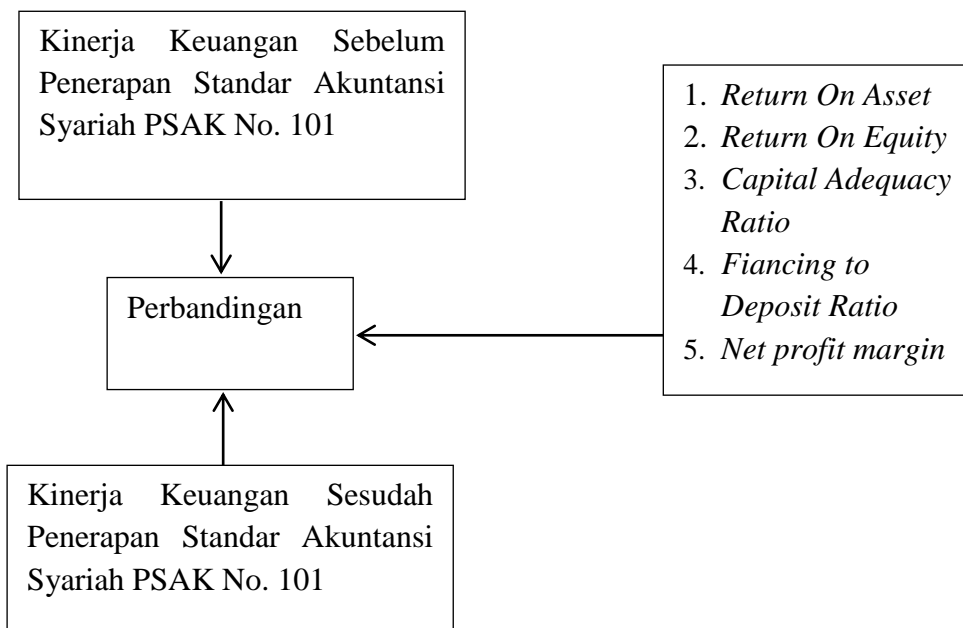 Kinerja Keuangan Sebelum
Penerapan Standar Akuntansi
Syariah PSAK No. 101
1. Return On Asset
2. Return On Equity
3. Capital Adequacy
Ratio
4. Fiancing to
Deposit Ratio
5. Net profit margin
Perbandingan
Kinerja Keuangan Sesudah
Penerapan Standar Akuntansi
Syariah PSAK No. 101